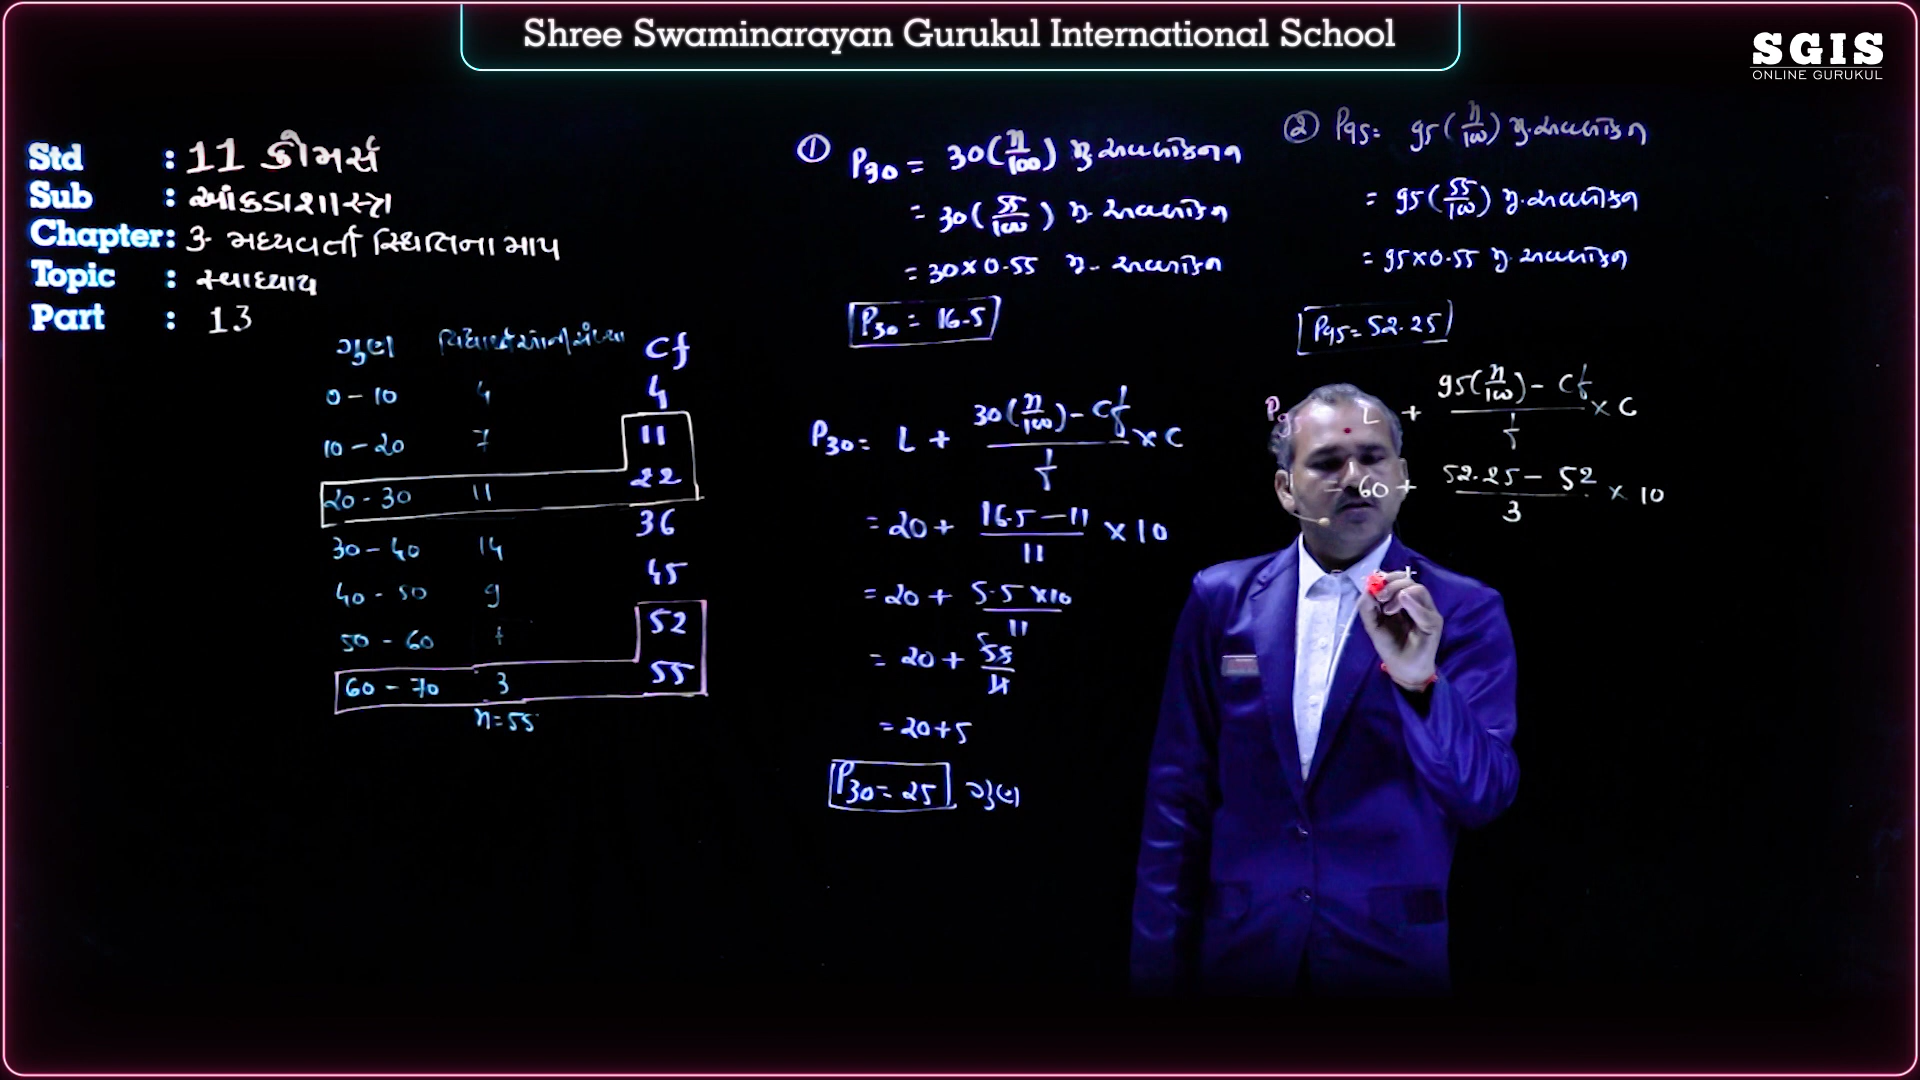 Shree Swaminarayan Gurukul International School
SGIS
ONLINE GURUKUL
Std : 11 કોમર્સ
Sub : આંકડાશાસ્ત્ર
Chapter: 3- મધ્યવર્તી સ્થિતિના માપ
Topic : સ્વાધ્યાય
Part : 13
ગુણ વિદ્યાર્થીઓની સંખ્યા Cf
0 - 10 4 4
10 - 20 7 11
20 - 30 11 22
30 - 40 14 36
40 - 50 9 45
50 - 60 52
60 - 70 3 55
n=55
① P30 = 30(n/100) મું અવલોકન
= 30(55/100) મું અવલોકન
= 30×0.55 મું અવલોકન
P30 = 16.5
P30 = L + (30(n/100) - Cf)/f × C
= 20 + (16.5 - 11)/11 × 10
= 20 + (5.5 × 10)/11
= 20 + 55/11
= 20+5
P30 = 25 ગુણ
② P95 = 95(n/100) મું અવલોકન
= 95(55/100) મું અવલોકન
= 95×0.55 મું અવલોકન
P95 = 52.25
P95 L + (95(n/100) - Cf)/f × C
= 60 + (52.25 - 52)/3 × 10